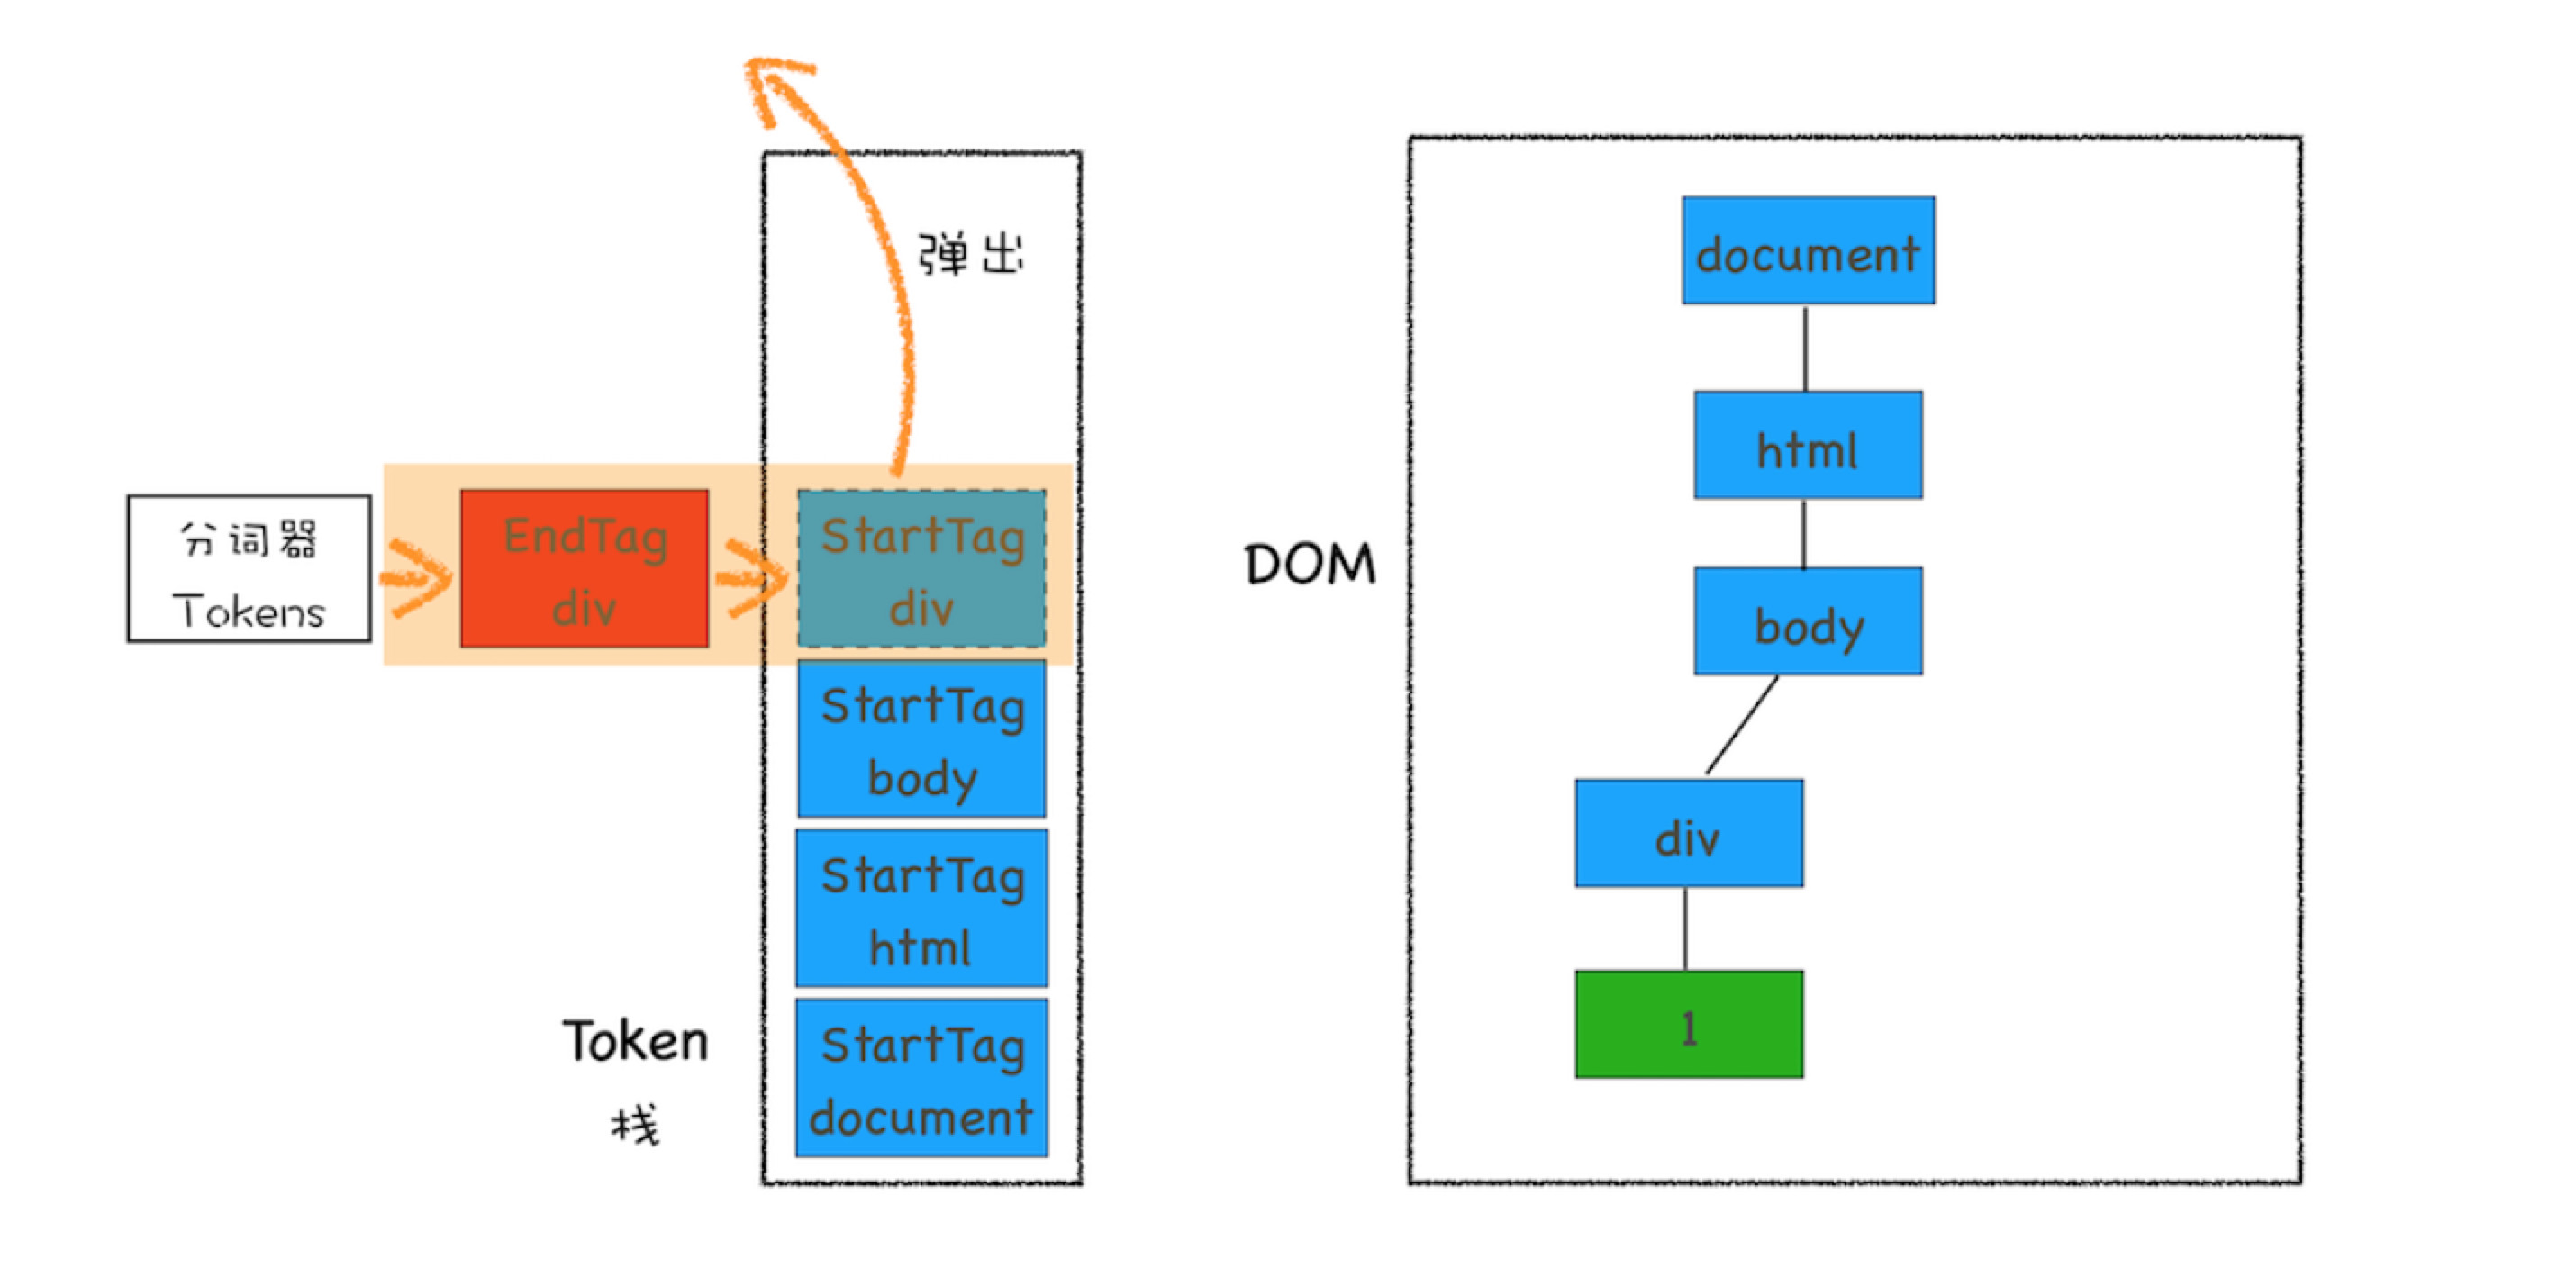 弹出
分词器
Tokens
EndTag
div
StartTag
div
StartTag
body
StartTag
html
StartTag
document
Token
栈
DOM
document
html
body
div
1